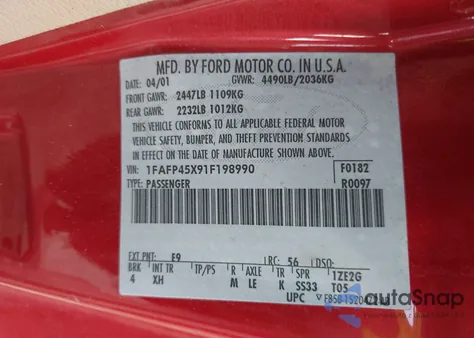 MFD. BY FORD MOTOR CO. IN U.S.A.
DATE: 04/01 GVWR: 4490LB/2036KG
FRONT GAWR: 2447LB 1109KG
REAR GAWR: 2232LB 1012KG
THIS VEHICLE CONFORMS TO ALL APPLICABLE FEDERAL MOTOR
VEHICLE SAFETY, BUMPER, AND THEFT PREVENTION STANDARDS
IN EFFECT ON THE DATE OF MANUFACTURE SHOWN ABOVE.
VIN: 1FAFP45X91F198990 F0182
TYPE: PASSENGER R0097
EXT PNT: E9 RC: 56 DSO:
BRK INT TR TP/PS R AXLE TR SPR 1ZE2G
4 XH M LE K SS33 T05
UPC
autoSnap